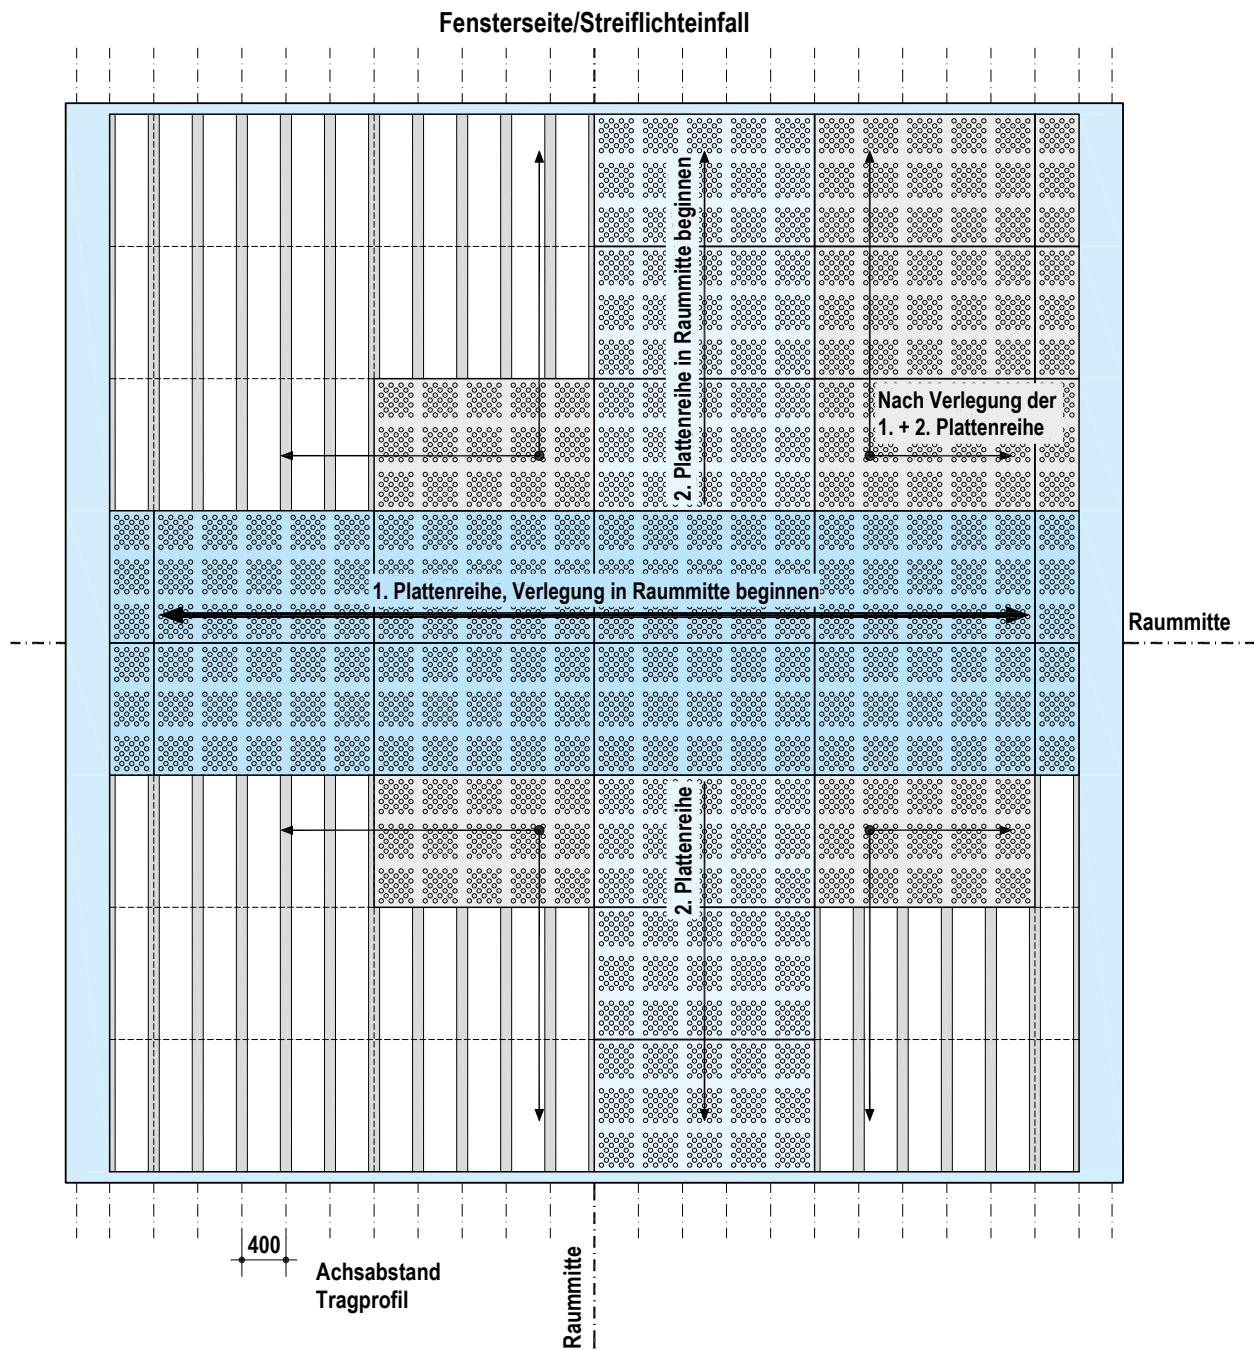 Fensterseite/Streiflichteinfall
2. Plattenreihe in Raummitte beginnen
Nach Verlegung der
1. + 2. Plattenreihe
1. Plattenreihe, Verlegung in Raummitte beginnen
Raummitte
2. Plattenreihe
400
Achsabstand
Tragprofil
Raummitte